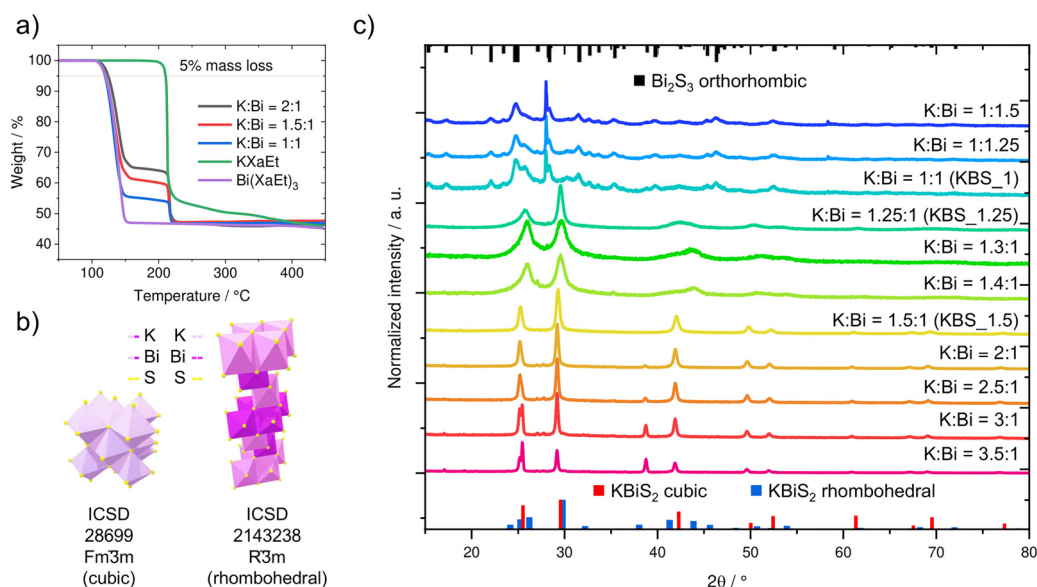 a)
Weight / %
100
90
80
70
60
50
40
5% mass loss
K:Bi = 2:1
K:Bi = 1.5:1
K:Bi = 1:1
KXaEt
Bi(XaEt)₃
100 200 300 400
Temperature / °C
b)
K K
Bi Bi
S S
ICSD
28699
Fm3̄m
(cubic)
ICSD
2143238
R3̄m
(rhombohedral)
c)
Normalized intensity / a. u.
Bi₂S₃ orthorhombic
K:Bi = 1:1.5
K:Bi = 1:1.25
K:Bi = 1:1 (KBS_1)
K:Bi = 1.25:1 (KBS_1.25)
K:Bi = 1.3:1
K:Bi = 1.4:1
K:Bi = 1.5:1 (KBS_1.5)
K:Bi = 2:1
K:Bi = 2.5:1
K:Bi = 3:1
K:Bi = 3.5:1
KBiS₂ cubic KBiS₂ rhombohedral
20 30 40 50 60 70 80
2θ / °